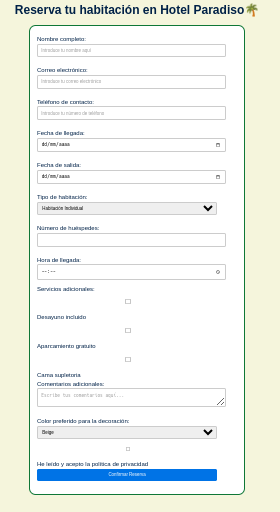 Reserva tu habitación en Hotel Paradiso🌴
Nombre completo:
Introduce tu nombre aquí
Correo electrónico:
Introduce tu correo electrónico
Teléfono de contacto:
Introduce tu número de teléfono
Fecha de llegada:
dd/mm/aaaa
Fecha de salida:
dd/mm/aaaa
Tipo de habitación:
Habitación Individual
Número de huéspedes:
Hora de llegada:
--:--
Servicios adicionales:
Desayuno incluido
Aparcamiento gratuito
Cama supletoria
Comentarios adicionales:
Escribe tus comentarios aquí...
Color preferido para la decoración:
Beige
He leído y acepto la política de privacidad
Confirmar Reserva